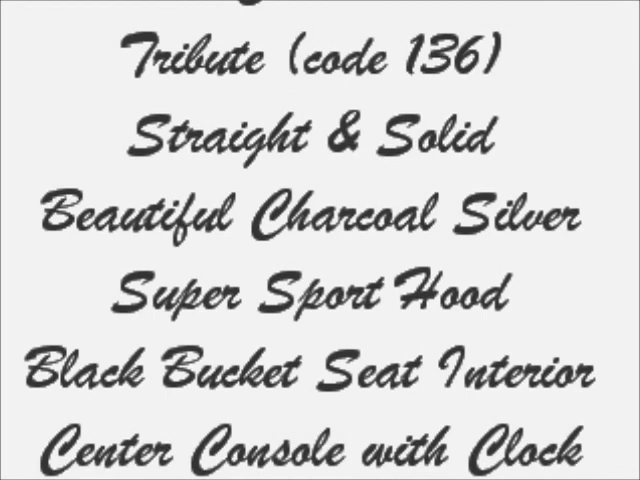 Tribute (code 136)
Straight & Solid
Beautiful Charcoal Silver
Super Sport Hood
Black Bucket Seat Interior
Center Console with Clock